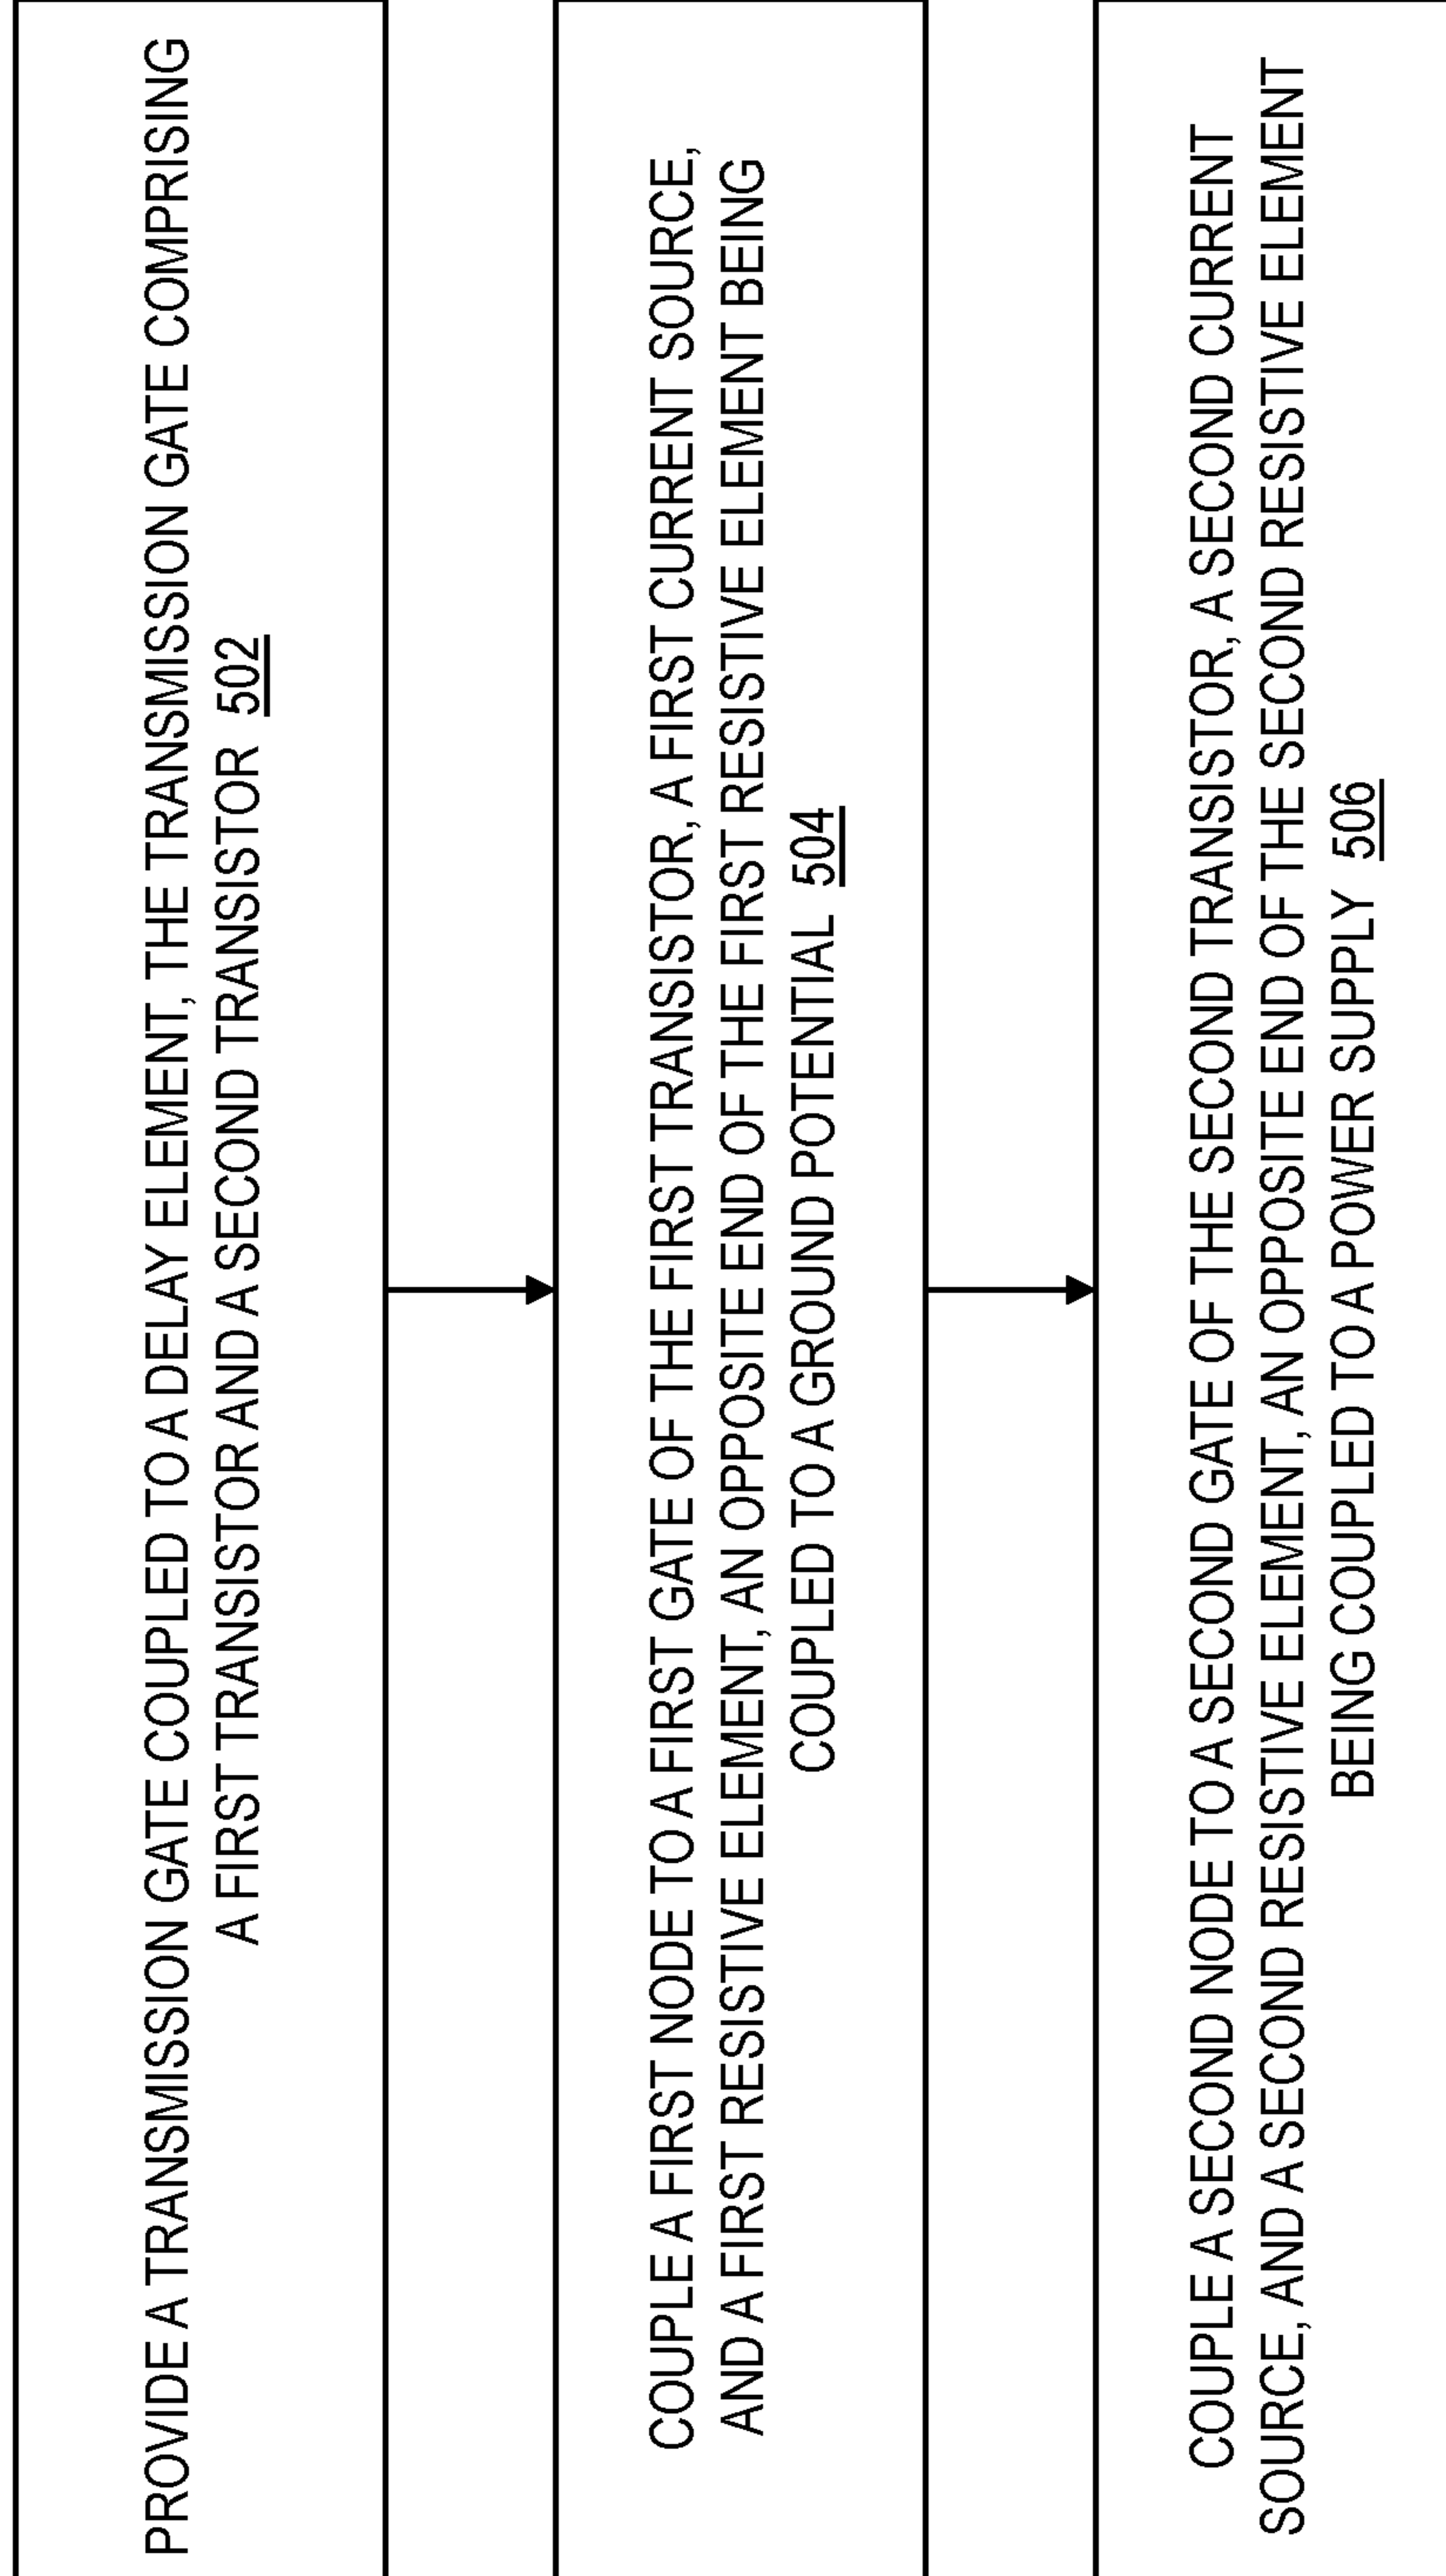 PROVIDE A TRANSMISSION GATE COUPLED TO A DELAY ELEMENT, THE TRANSMISSION GATE COMPRISING
A FIRST TRANSISTOR AND A SECOND TRANSISTOR 502
COUPLE A FIRST NODE TO A FIRST GATE OF THE FIRST TRANSISTOR, A FIRST CURRENT SOURCE,
AND A FIRST RESISTIVE ELEMENT, AN OPPOSITE END OF THE FIRST RESISTIVE ELEMENT BEING
COUPLED TO A GROUND POTENTIAL 504
COUPLE A SECOND NODE TO A SECOND GATE OF THE SECOND TRANSISTOR, A SECOND CURRENT
SOURCE, AND A SECOND RESISTIVE ELEMENT, AN OPPOSITE END OF THE SECOND RESISTIVE ELEMENT
BEING COUPLED TO A POWER SUPPLY 506